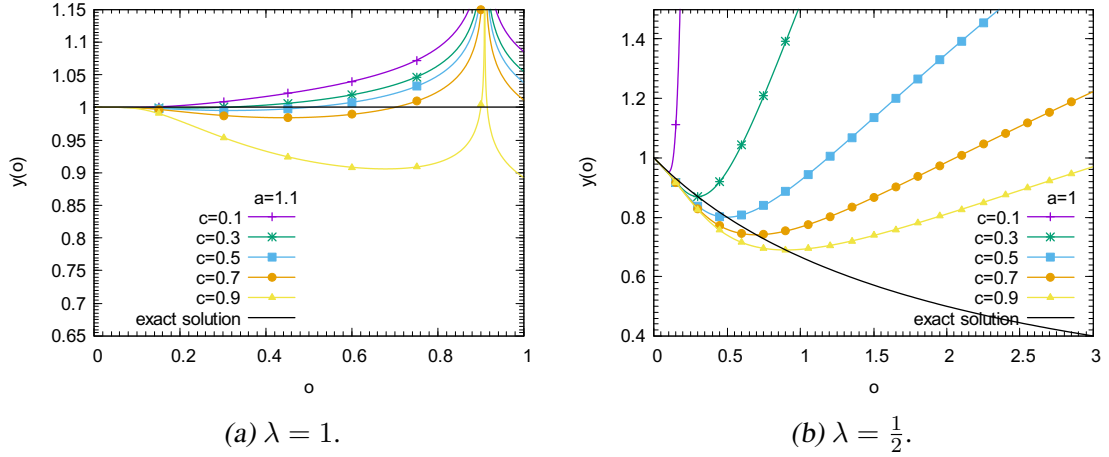 1.15
1.1
1.05
1
0.95
0.9
0.85
0.8
0.75
0.7
0.65
y(o)
a=1.1
c=0.1
c=0.3
c=0.5
c=0.7
c=0.9
exact solution
0 0.2 0.4 0.6 0.8 1
o
(a) λ = 1.
1.4
1.2
1
0.8
0.6
0.4
y(o)
a=1
c=0.1
c=0.3
c=0.5
c=0.7
c=0.9
exact solution
0 0.5 1 1.5 2 2.5 3
o
(b) λ = 1/2.